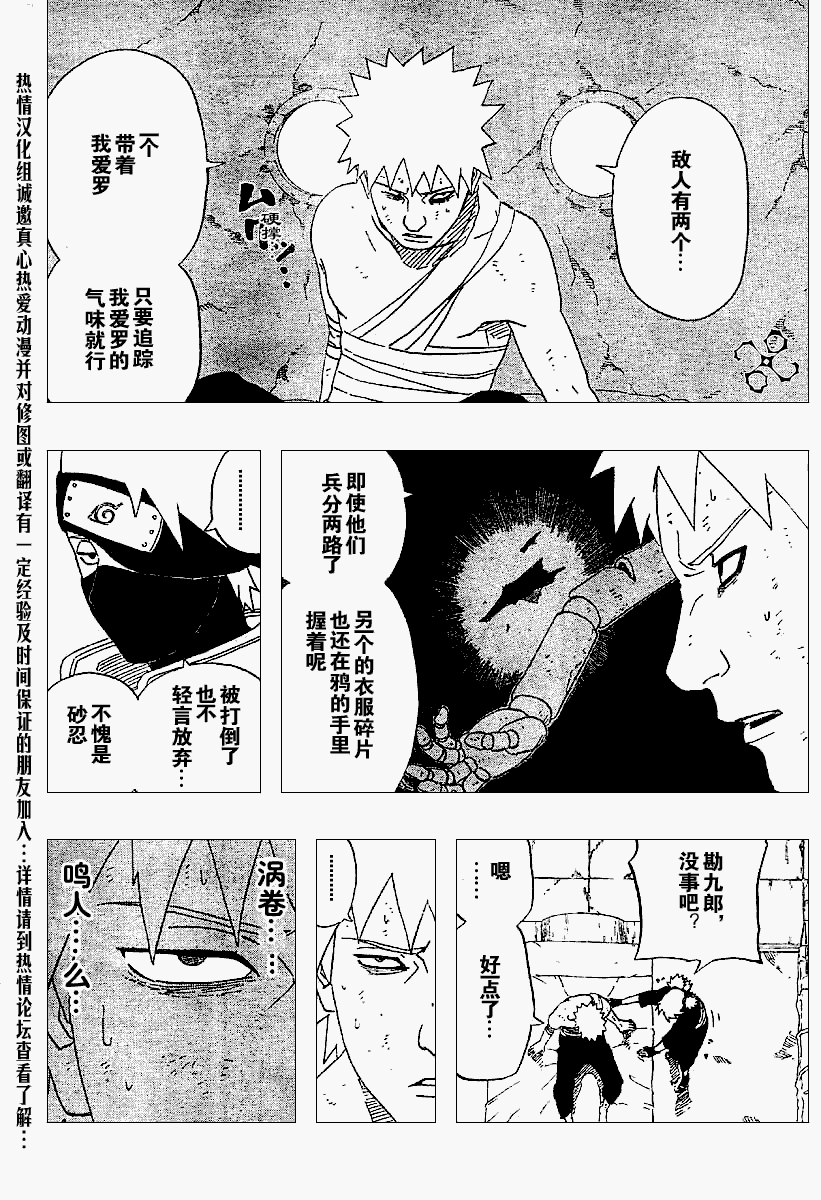 敌人有两个…
一个
带着
我爱罗
只要追踪
我爱罗的
气味就行
硬撑
ムクッ…
即使他们
兵分两路了
另一个的衣服碎片
也还在鸦的手里
握着呢
…………
被打倒了
也不
轻言放弃…
不愧是
砂忍
勘九郎,
没事吧?
嗯
……
好点了…
…………
涡卷……
鸣人……么…
热情汉化组诚邀真心热爱动漫并对修图或翻译有一定经验及时间保证的朋友加入…详情请到热情论坛查看了解…